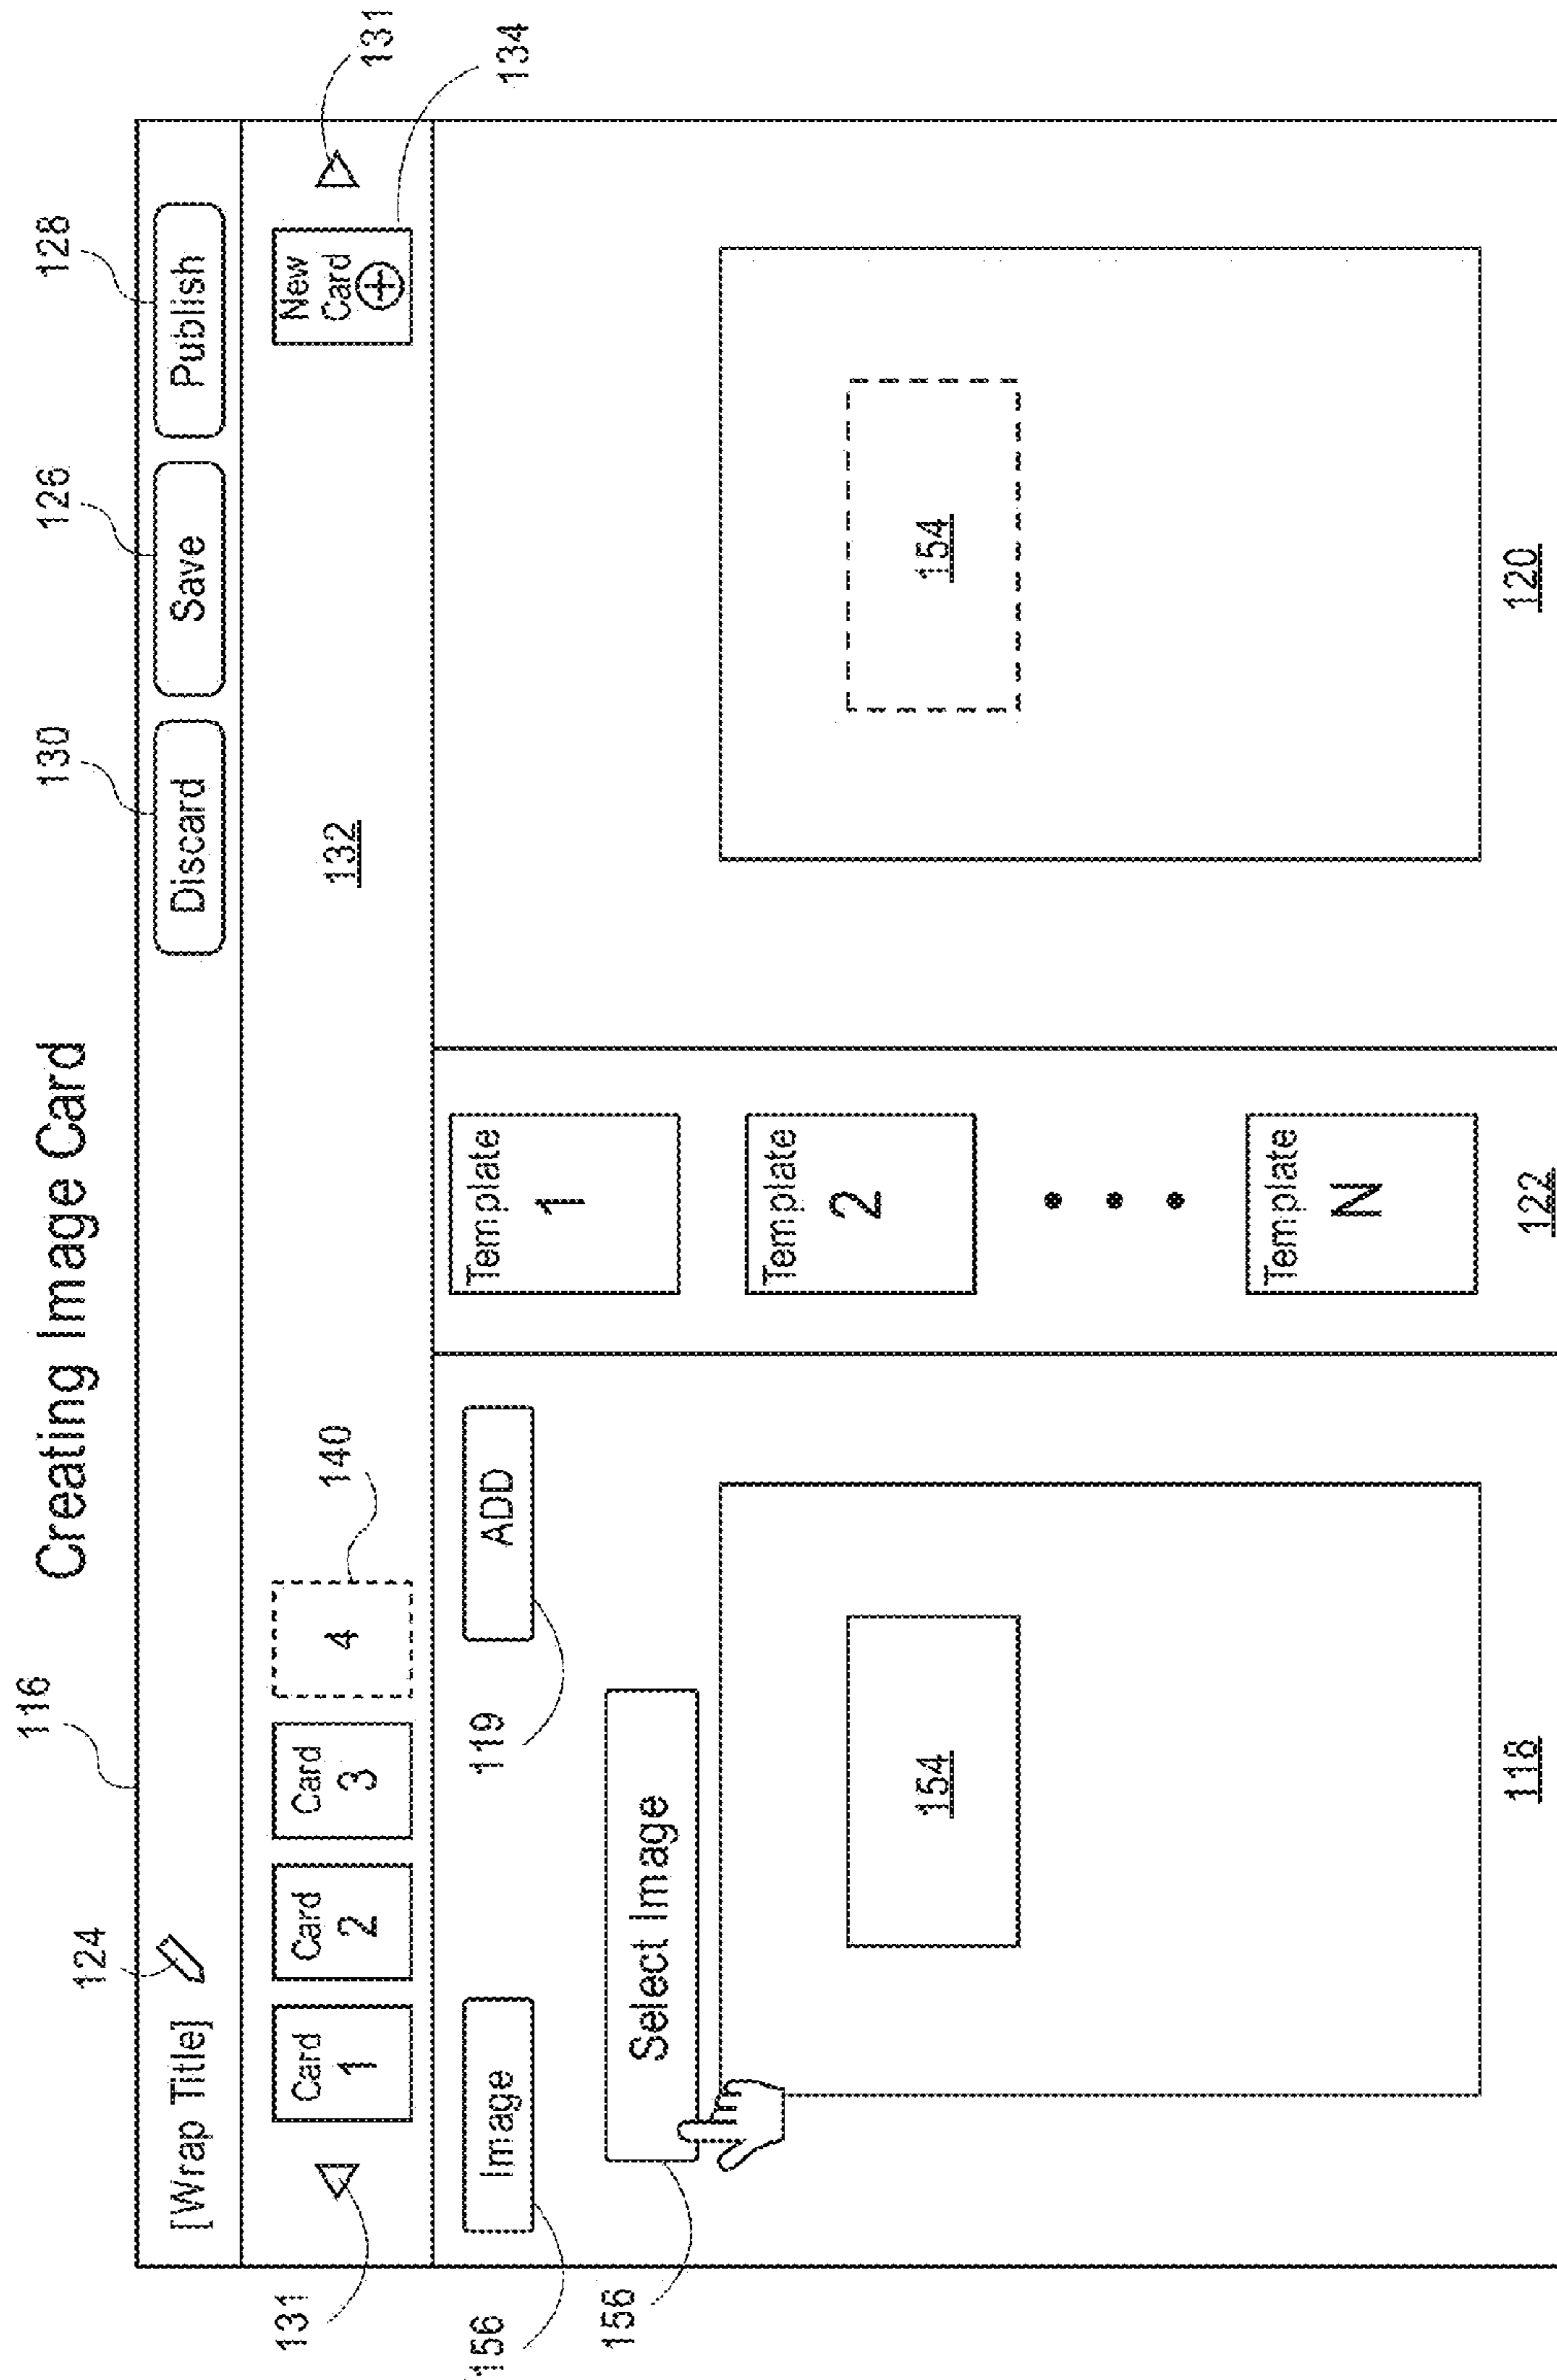 Creating Image Card
116
124
130
126
128
[Wrap Title]
Discard
Save
Publish
131
Card
1
Card
2
Card
3
4
140
132
New
Card
131
134
156
Image
ADD
119
156
Select Image
154
118
Template
1
Template
2
Template
N
122
154
120